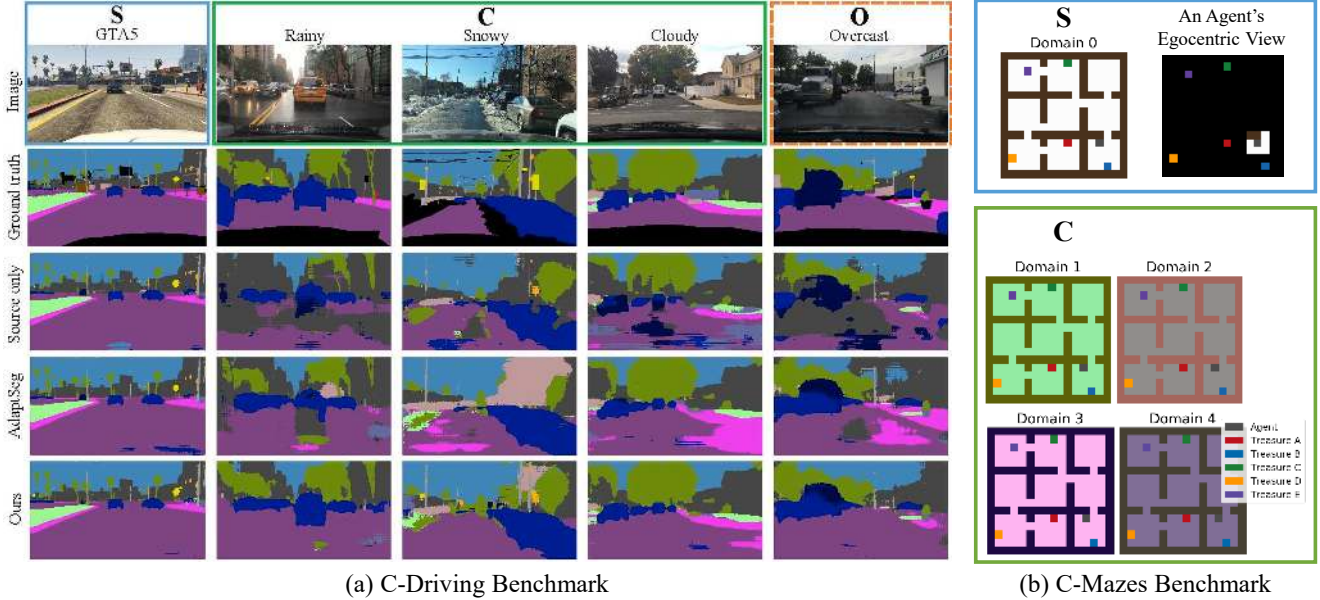 S
C
O
GTA5
Rainy
Snowy
Cloudy
Overcast
Image
Ground truth
Source only
AdaptSeg
Ours
(a) C-Driving Benchmark
S
An Agent's
Egocentric View
Domain 0
C
Domain 1
Domain 2
Domain 3
Domain 4
Agent
Treasure A
Treasure B
Treasure C
Treasure D
Treasure E
(b) C-Mazes Benchmark